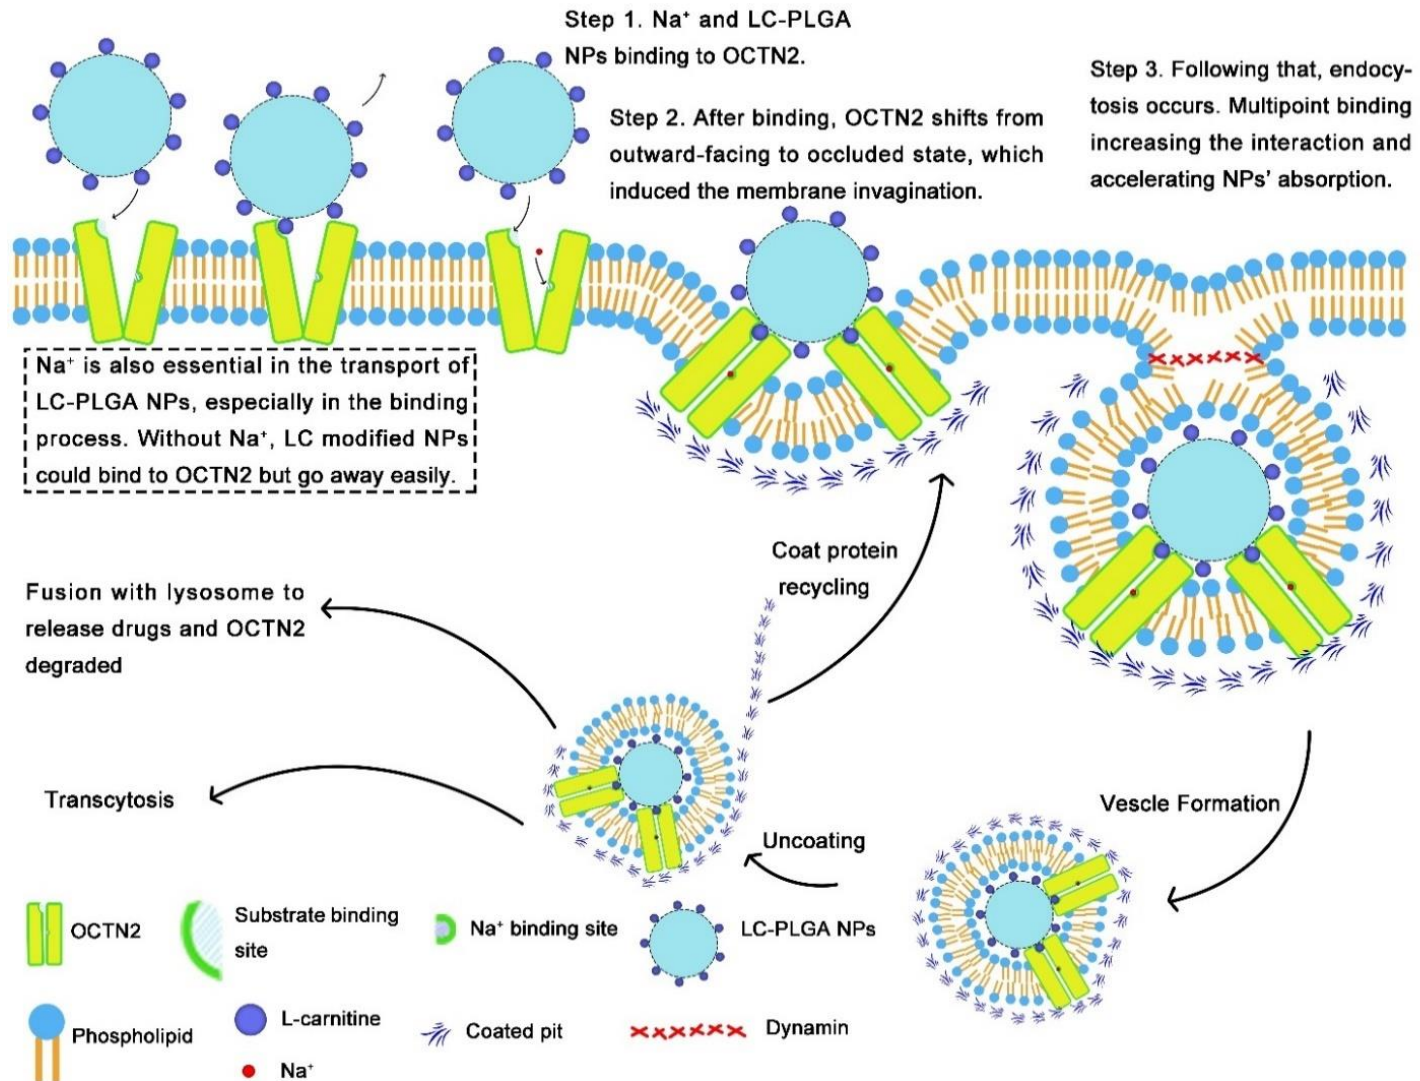 Step 1. Na⁺ and LC-PLGA
NPs binding to OCTN2.
Step 2. After binding, OCTN2 shifts from
outward-facing to occluded state, which
induced the membrane invagination.
Step 3. Following that, endocy-
tosis occurs. Multipoint binding
increasing the interaction and
accelerating NPs' absorption.
Na⁺ is also essential in the transport of
LC-PLGA NPs, especially in the binding
process. Without Na⁺, LC modified NPs
could bind to OCTN2 but go away easily.
Coat protein
recycling
Fusion with lysosome to
release drugs and OCTN2
degraded
Transcytosis
Uncoating
Vescle Formation
OCTN2
Substrate binding
site
Na⁺ binding site
LC-PLGA NPs
Phospholipid
L-carnitine
Na⁺
Coated pit
Dynamin